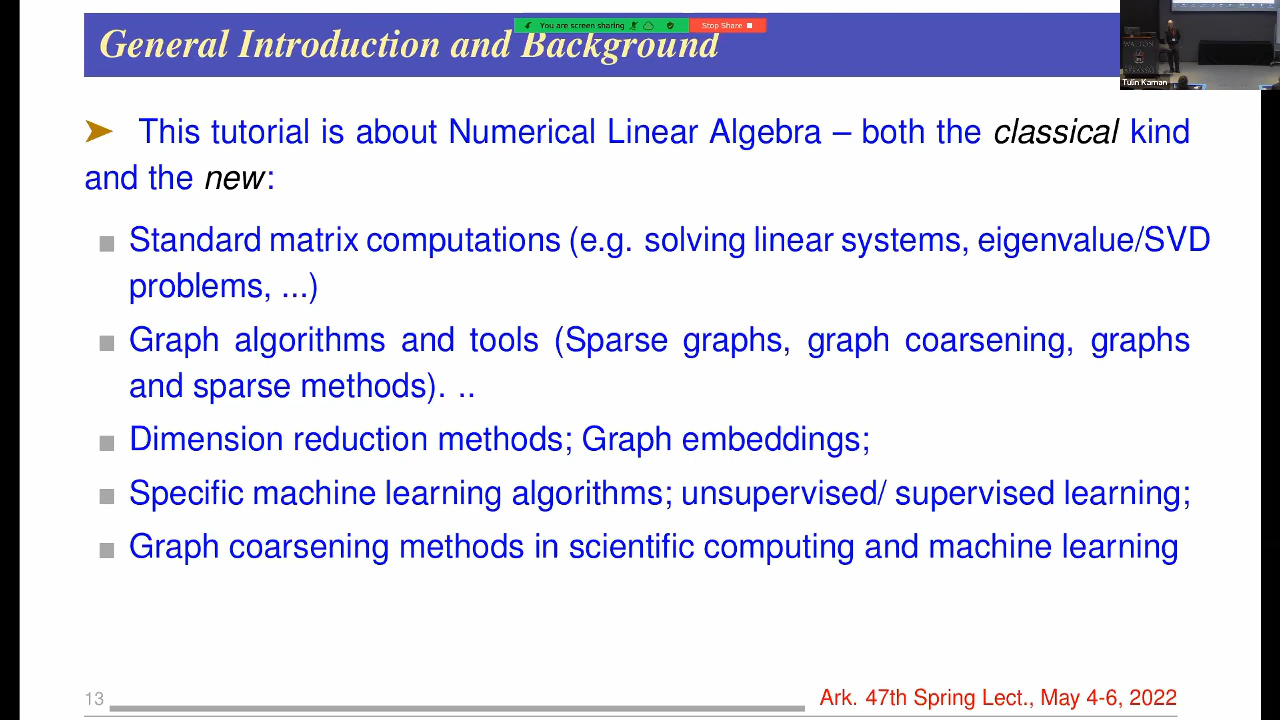 You are screen sharing
Stop Share
General Introduction and Background
WALTON
Tulin Kaman
➤ This tutorial is about Numerical Linear Algebra – both the classical kind
and the new:
Standard matrix computations (e.g. solving linear systems, eigenvalue/SVD
problems, ...)
Graph algorithms and tools (Sparse graphs, graph coarsening, graphs
and sparse methods). ..
Dimension reduction methods; Graph embeddings;
Specific machine learning algorithms; unsupervised/ supervised learning;
Graph coarsening methods in scientific computing and machine learning
13
Ark. 47th Spring Lect., May 4-6, 2022